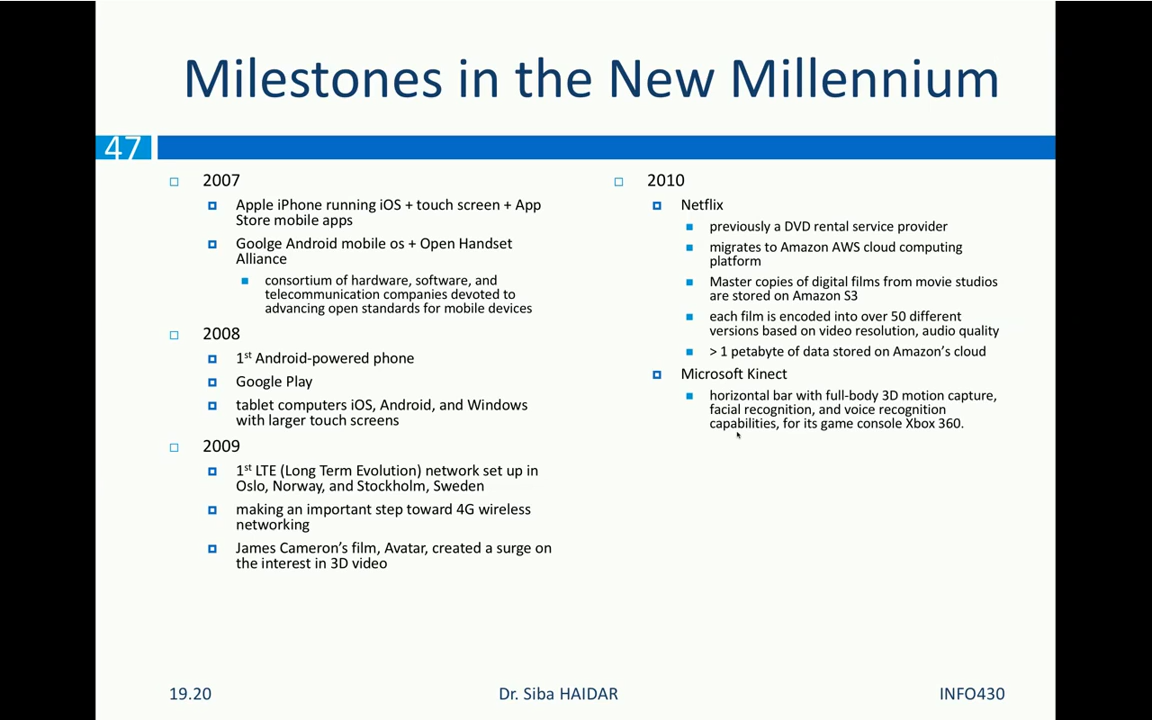 Milestones in the New Millennium
47
2007
Apple iPhone running iOS + touch screen + App
Store mobile apps
Goolge Android mobile os + Open Handset
Alliance
consortium of hardware, software, and
telecommunication companies devoted to
advancing open standards for mobile devices
2008
1st Android-powered phone
Google Play
tablet computers iOS, Android, and Windows
with larger touch screens
2009
1st LTE (Long Term Evolution) network set up in
Oslo, Norway, and Stockholm, Sweden
making an important step toward 4G wireless
networking
James Cameron’s film, Avatar, created a surge on
the interest in 3D video
2010
Netflix
previously a DVD rental service provider
migrates to Amazon AWS cloud computing
platform
Master copies of digital films from movie studios
are stored on Amazon S3
each film is encoded into over 50 different
versions based on video resolution, audio quality
> 1 petabyte of data stored on Amazon’s cloud
Microsoft Kinect
horizontal bar with full-body 3D motion capture,
facial recognition, and voice recognition
capabilities, for its game console Xbox 360.
19.20
Dr. Siba HAIDAR
INFO430